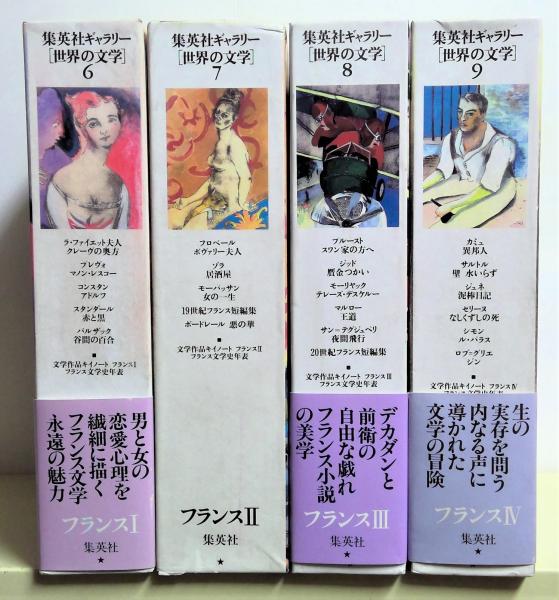 集英社ギャラリー
[世界の文学]
6
ラ・ファイエット夫人
クレーヴの奥方
プレヴォ
マノン・レスコー
コンスタン
アドルフ
スタンダール
赤と黒
バルザック
谷間の百合
文学作品キイノート フランスI
フランス文学史年表
男と女の
恋愛心理を
繊細に描く
フランス文学
永遠の魅力
フランスI
集英社
集英社ギャラリー
[世界の文学]
7
フロベール
ボヴァリー夫人
ゾラ
居酒屋
モーパッサン
女の一生
19世紀フランス短編集
ボードレール 悪の華
文学作品キイノート フランスII
フランス文学史年表
フランスII
集英社
集英社ギャラリー
[世界の文学]
8
プルースト
スワン家の方へ
ジッド
贋金つかい
モーリヤック
テレーズ・デスケルー
マルロー
王道
サン=テグジュペリ
夜間飛行
20世紀フランス短編集
文学作品キイノート フランスIII
フランス文学史年表
デカダンと
前衛の
自由な戯れ
フランス小説
の美学
フランスIII
集英社
集英社ギャラリー
[世界の文学]
9
カミュ
異邦人
サルトル
壁 水いらず
ジュネ
泥棒日記
セリーヌ
なしくずしの死
シモン
ル・パラス
ロブ=グリエ
ジン
文学作品キイノート フランスIV
フランス文学史年表
生の
実存を問う
内なる声に
導かれた
文学の冒険
フランスIV
集英社